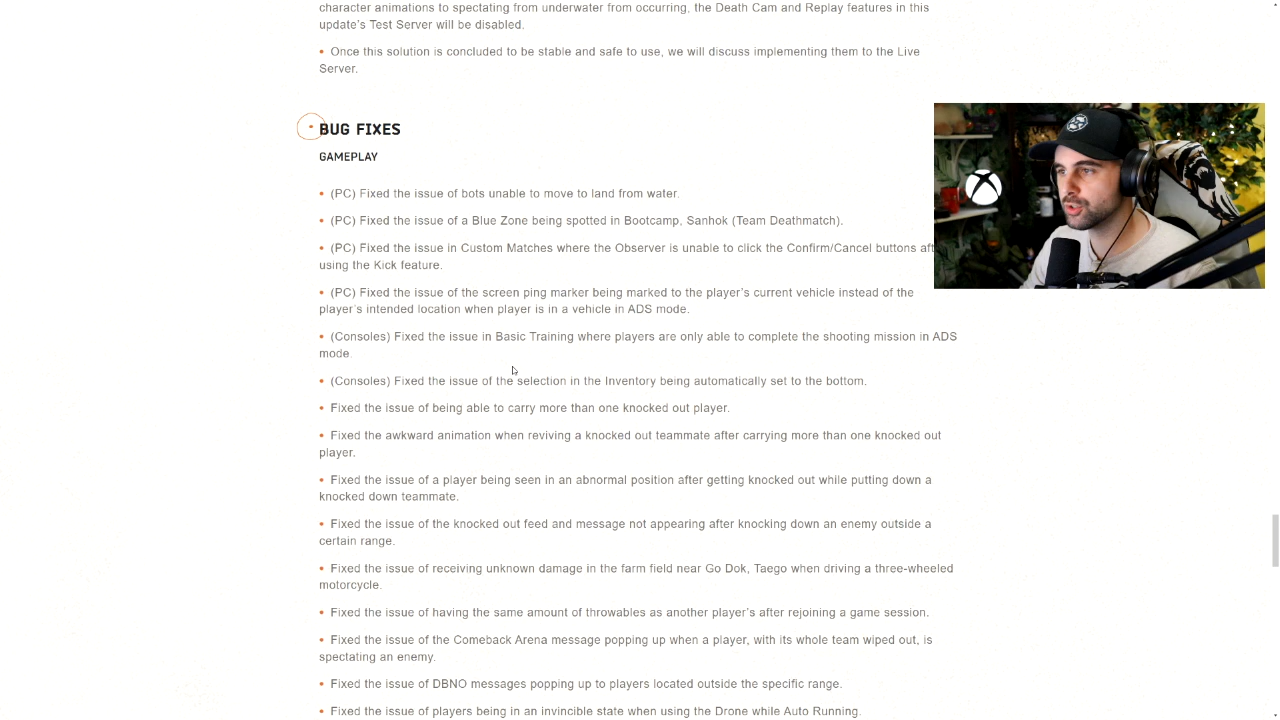 character animations to spectating from underwater from occurring, the Death Cam and Replay features in this
update's Test Server will be disabled.
• Once this solution is concluded to be stable and safe to use, we will discuss implementing them to the Live
Server.
BUG FIXES
GAMEPLAY
• (PC) Fixed the issue of bots unable to move to land from water.
• (PC) Fixed the issue of a Blue Zone being spotted in Bootcamp, Sanhok (Team Deathmatch).
• (PC) Fixed the issue in Custom Matches where the Observer is unable to click the Confirm/Cancel buttons
using the Kick feature.
• (PC) Fixed the issue of the screen ping marker being marked to the player's current vehicle instead of the
player's intended location when player is in a vehicle in ADS mode.
• (Consoles) Fixed the issue in Basic Training where players are only able to complete the shooting mission in ADS
mode.
• (Consoles) Fixed the issue of the selection in the Inventory being automatically set to the bottom.
• Fixed the issue of being able to carry more than one knocked out player.
• Fixed the awkward animation when reviving a knocked out teammate after carrying more than one knocked out
player.
• Fixed the issue of a player being seen in an abnormal position after getting knocked out while putting down a
knocked down teammate.
• Fixed the issue of the knocked out feed and message not appearing after knocking down an enemy outside a
certain range.
• Fixed the issue of receiving unknown damage in the farm field near Go Dok, Taego when driving a three-wheeled
motorcycle.
• Fixed the issue of having the same amount of throwables as another player's after rejoining a game session.
• Fixed the issue of the Comeback Arena message popping up when a player, with its whole team wiped out, is
spectating an enemy.
• Fixed the issue of DBNO messages popping up to players located outside the specific range.
• Fixed the issue of players being in an invincible state when using the Drone while Auto Running.